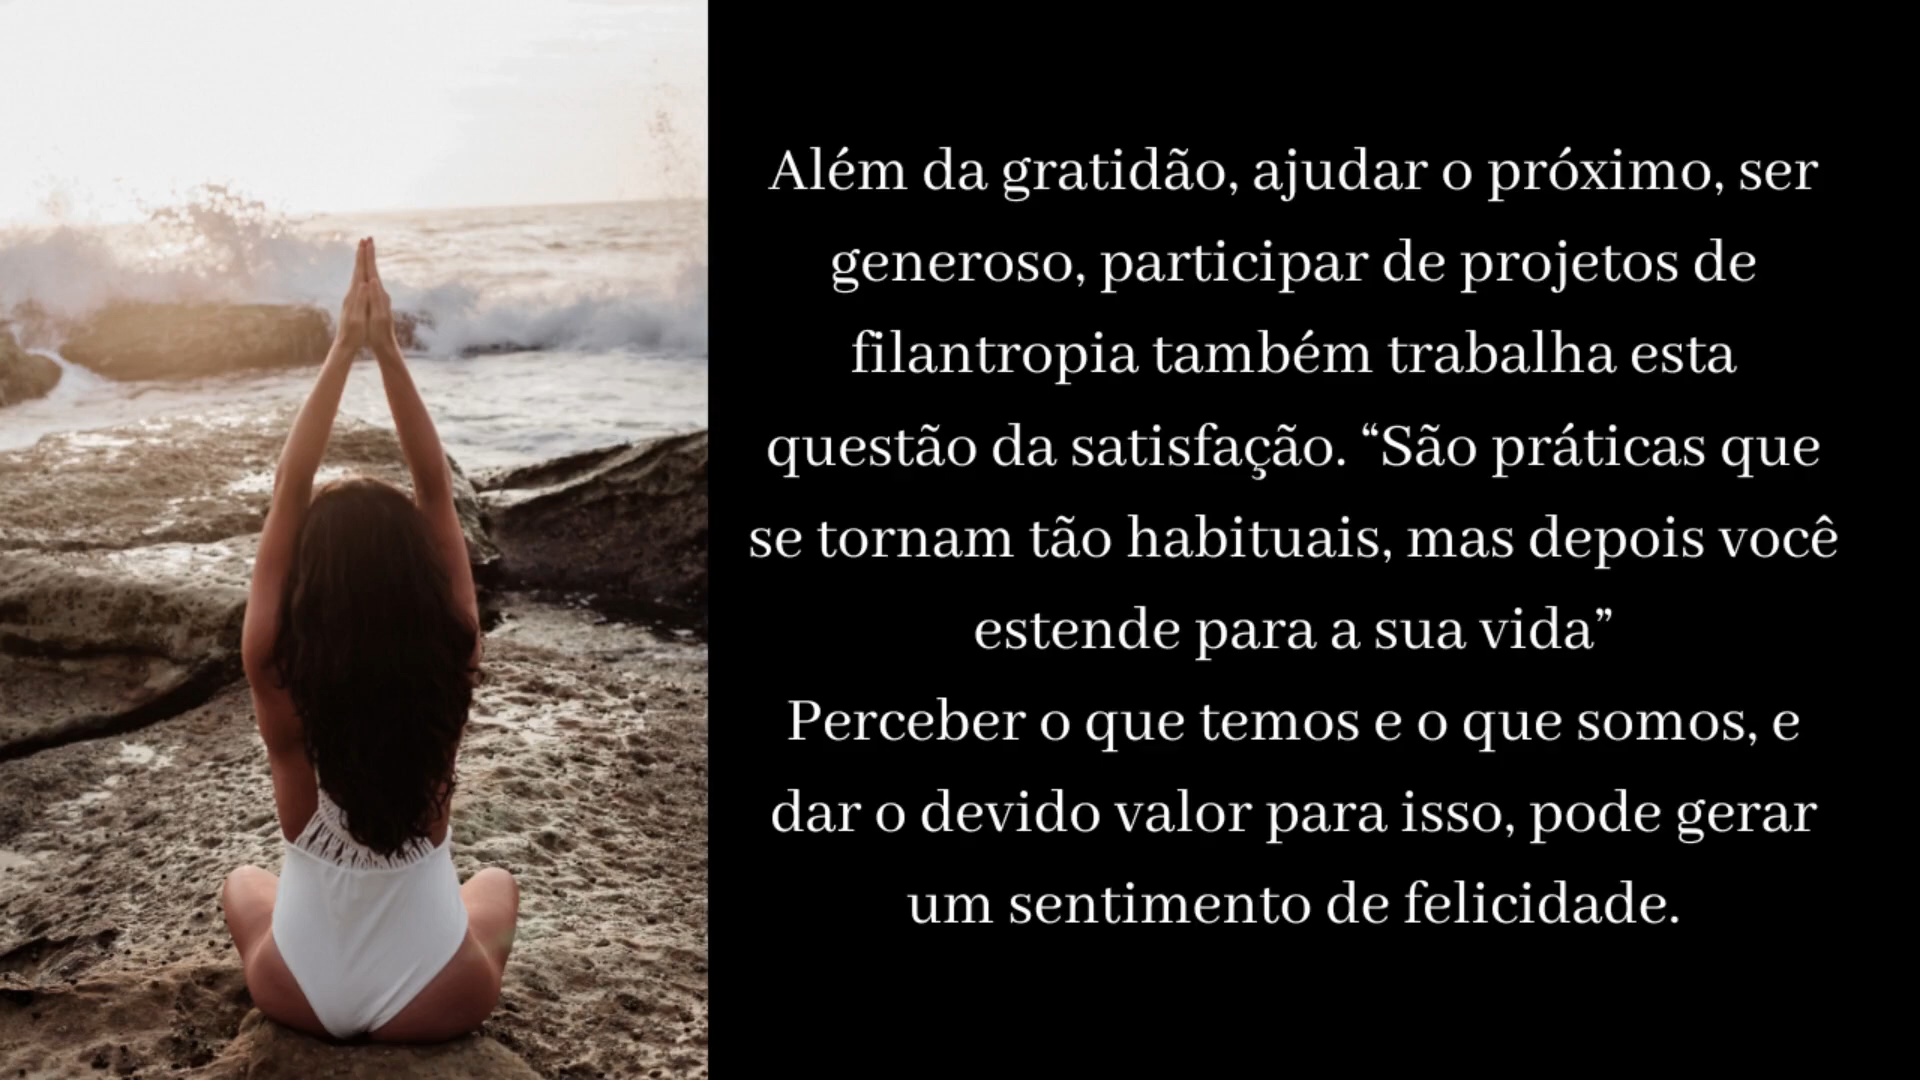 Além da gratidão, ajudar o próximo, ser
generoso, participar de projetos de
filantropia também trabalha esta
questão da satisfação. “São práticas que
se tornam tão habituais, mas depois você
estende para a sua vida”
Perceber o que temos e o que somos, e
dar o devido valor para isso, pode gerar
um sentimento de felicidade.